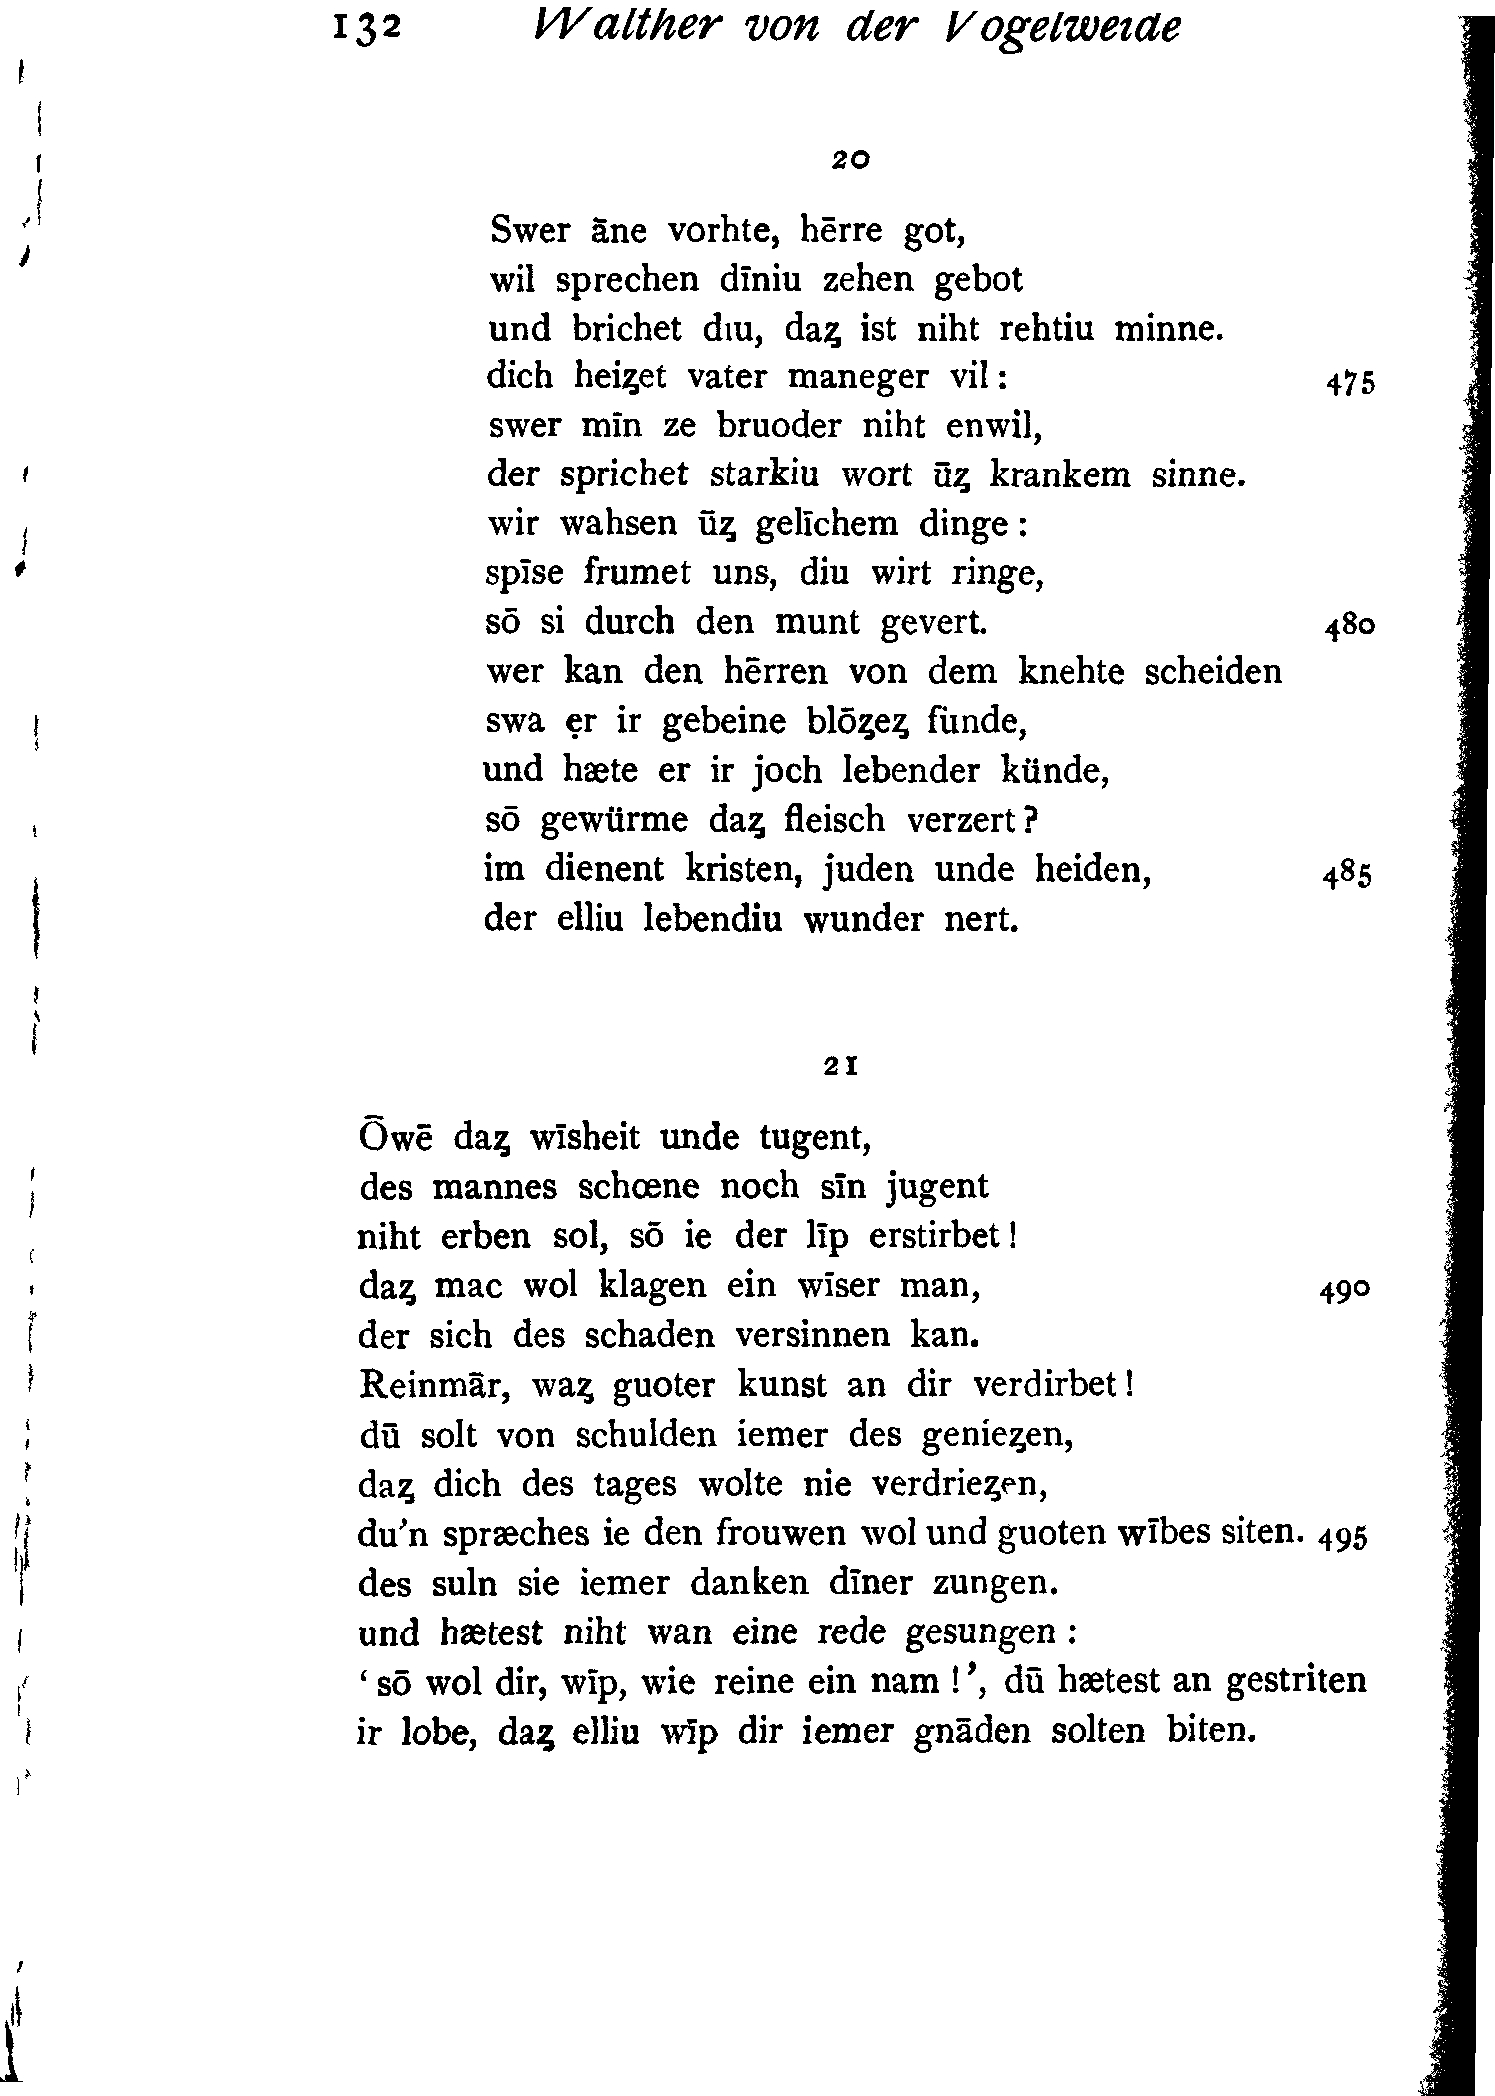 132 Walther von der Vogelweide
20
Swer āne vorhte, hērre got,
wil sprechen dīniu zehen gebot
und brichet diu, daȥ ist niht rehtiu minne.
dich heiȥet vater maneger vil :
475
swer mīn ze bruoder niht enwil,
der sprichet starkiu wort ūȥ krankem sinne.
wir wahsen ūȥ gelīchem dinge :
spīse frumet uns, diu wirt ringe,
sō si durch den munt gevert.
480
wer kan den hērren von dem knehte scheiden
swa ẹr ir gebeine blōȥeȥ fünde,
und hæte er ir joch lebender künde,
sō gewürme daȥ fleisch verzert ?
im dienent kristen, juden unde heiden,
485
der elliu lebendiu wunder nert.
21
Ōwē daȥ wīsheit unde tugent,
des mannes schœne noch sīn jugent
niht erben sol, sō ie der līp erstirbet !
daȥ mac wol klagen ein wīser man,
490
der sich des schaden versinnen kan.
Reinmār, waȥ guoter kunst an dir verdirbet !
dū solt von schulden iemer des genieȥen,
daȥ dich des tages wolte nie verdrieȥen,
du'n spræches ie den frouwen wol und guoten wībes siten. 495
des suln sie iemer danken dīner zungen.
und hætest niht wan eine rede gesungen :
‘ sō wol dir, wīp, wie reine ein nam !’, dū hætest an gestriten
ir lobe, daȥ elliu wīp dir iemer gnāden solten biten.